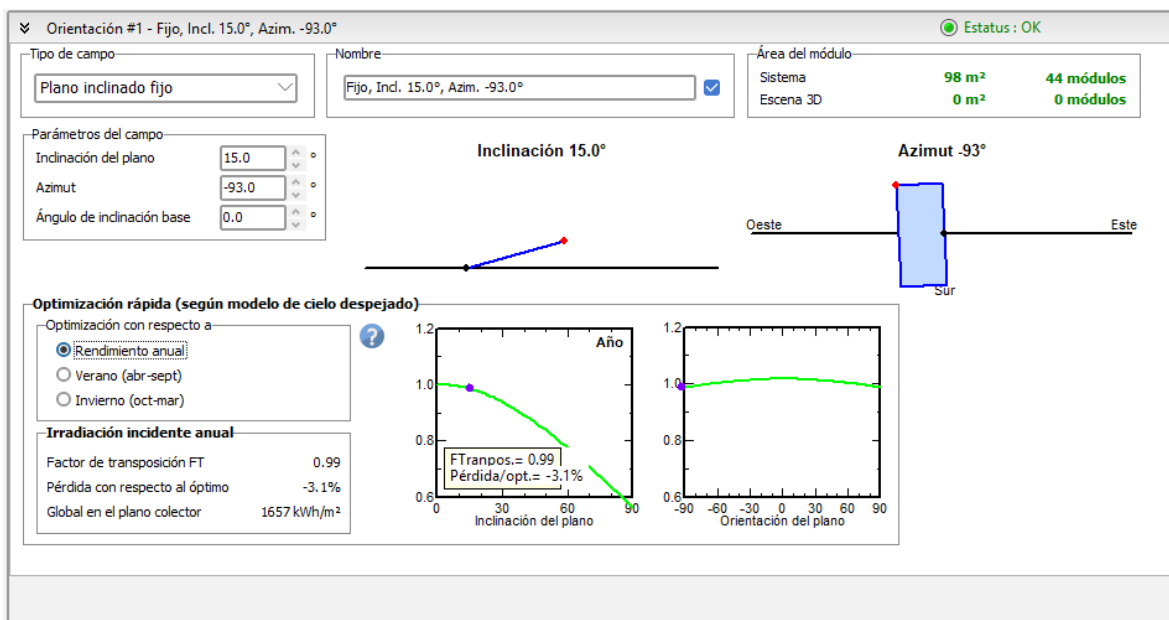 Orientación #1 - Fijo, Incl. 15.0°, Azim. -93.0°
Estatus : OK
Tipo de campo
Plano inclinado fijo
Nombre
Fijo, Incl. 15.0°, Azim. -93.0°
Área del módulo
Sistema 98 m² 44 módulos
Escena 3D 0 m² 0 módulos
Parámetros del campo
Inclinación del plano 15.0 °
Azimut -93.0 °
Ángulo de inclinación base 0.0 °
Inclinación 15.0°
Azimut -93°
Oeste
Este
Sur
Optimización rápida (según modelo de cielo despejado)
Optimización con respecto a
Rendimiento anual
Verano (abr-sept)
Invierno (oct-mar)
?
Irradiación incidente anual
Factor de transposición FT 0.99
Pérdida con respecto al óptimo -3.1%
Global en el plano colector 1657 kWh/m²
Año
1.2
1.0
0.8
0.6
FTranpos.= 0.99
Pérdida/opt.= -3.1%
0 30 60 90
Inclinación del plano
1.2
1.0
0.8
0.6
-90 -60 -30 0 30 60 90
Orientación del plano